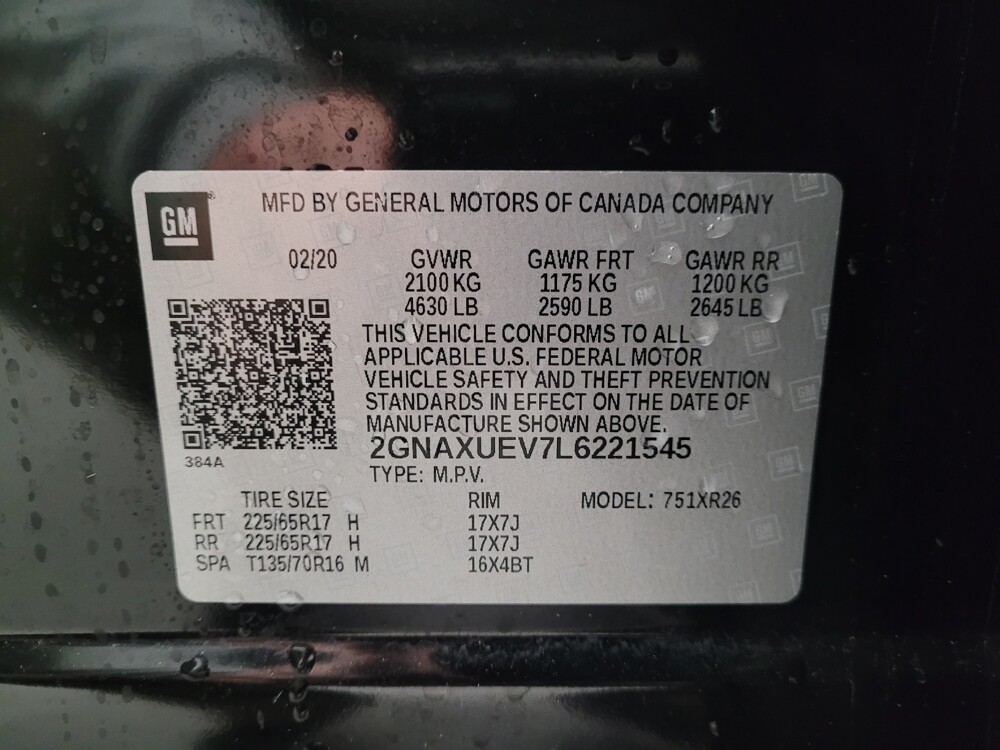 GM
MFD BY GENERAL MOTORS OF CANADA COMPANY
02/20 GVWR GAWR FRT GAWR RR
2100 KG 1175 KG 1200 KG
4630 LB 2590 LB 2645 LB
THIS VEHICLE CONFORMS TO ALL
APPLICABLE U.S. FEDERAL MOTOR
VEHICLE SAFETY AND THEFT PREVENTION
STANDARDS IN EFFECT ON THE DATE OF
MANUFACTURE SHOWN ABOVE.
2GNAXUEV7L6221545
384A
TYPE: M.P.V.
TIRE SIZE RIM MODEL: 751XR26
FRT 225/65R17 H 17X7J
RR 225/65R17 H 17X7J
SPA T135/70R16 M 16X4BT